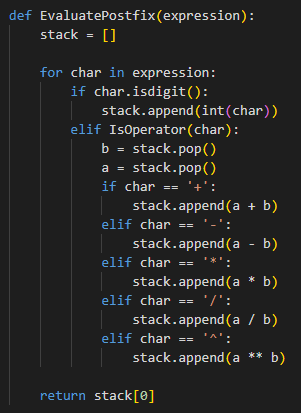 def EvaluatePostfix(expression):
    stack = []

    for char in expression:
        if char.isdigit():
            stack.append(int(char))
        elif IsOperator(char):
            b = stack.pop()
            a = stack.pop()
            if char == '+':
                stack.append(a + b)
            elif char == '-':
                stack.append(a - b)
            elif char == '*':
                stack.append(a * b)
            elif char == '/':
                stack.append(a / b)
            elif char == '^':
                stack.append(a ** b)

    return stack[0]